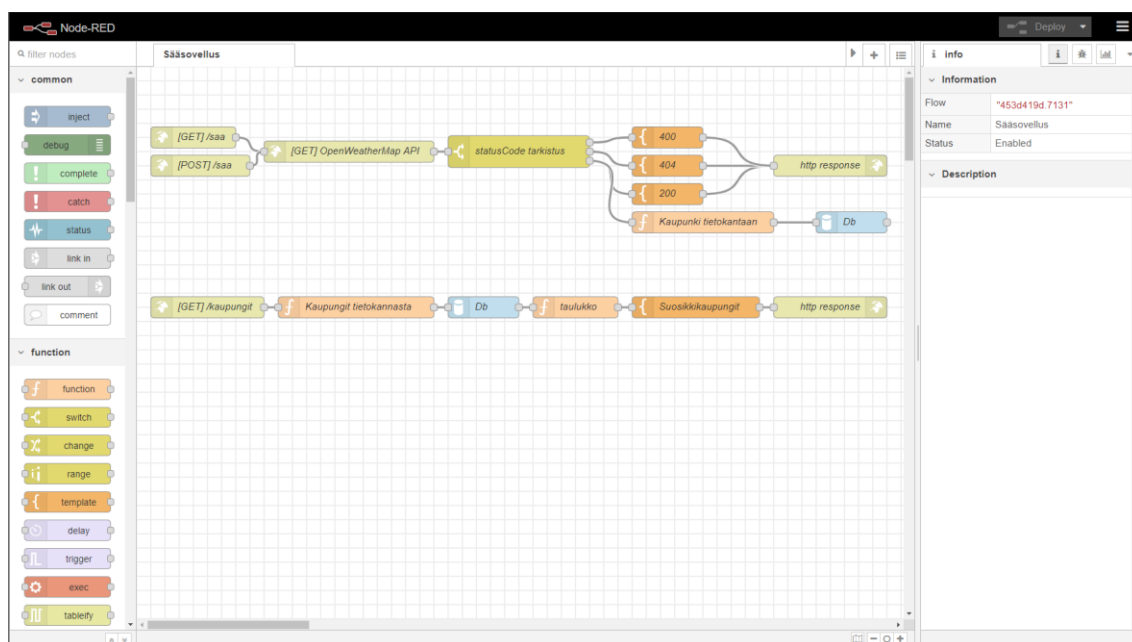 Node-RED
Deploy
filter nodes
common
inject
debug
complete
catch
status
link in
link out
comment
function
function
switch
change
range
template
delay
trigger
exec
tableify
Sääsovellus
[GET] /saa
[POST] /saa
[GET] OpenWeatherMap API
statusCode tarkistus
400
404
200
http response
Kaupunki tietokantaan
Db
[GET] /kaupungit
Kaupungit tietokannasta
Db
taulukko
Suosikkikaupungit
http response
i info
i
Information
Flow "453d419d.7131"
Name Sääsovellus
Status Enabled
Description